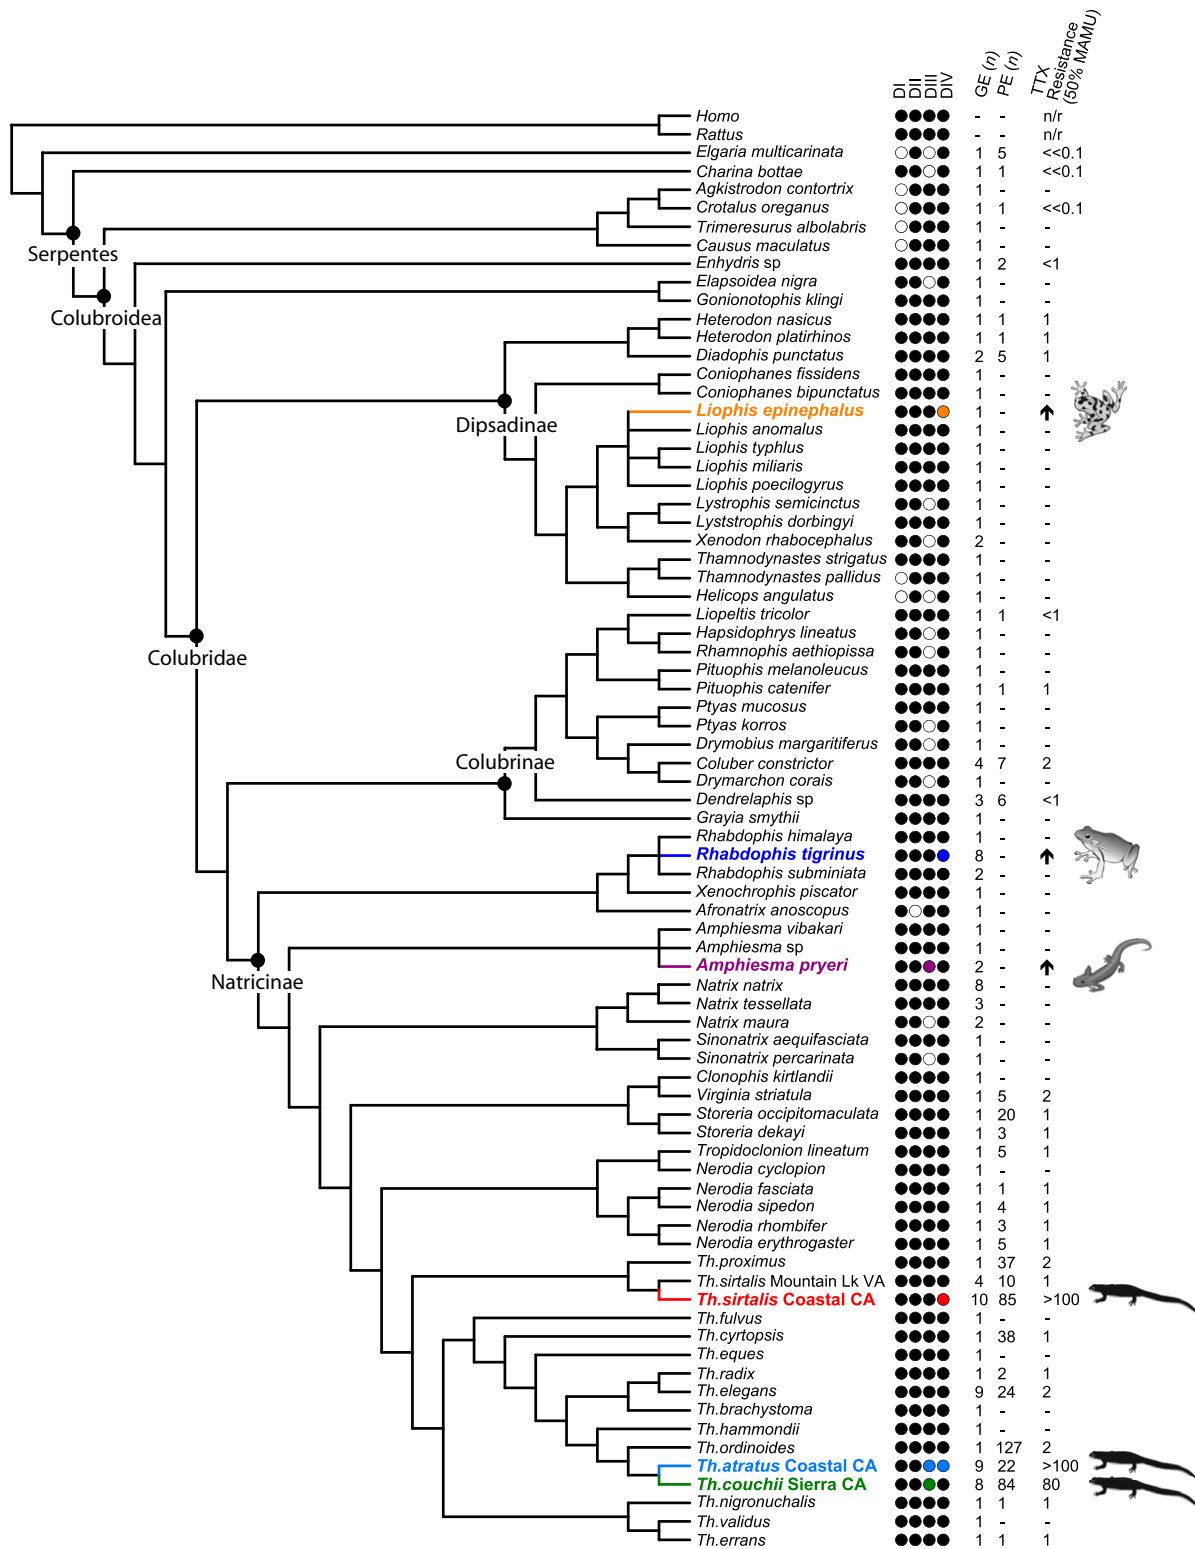 DI DII DIII DIV GE (n) PE (n) TTX Resistance (50% MAMU)
Homo - - n/r
Rattus - - n/r
Elgaria multicarinata 1 5 <<0.1
Charina bottae 1 1 <<0.1
Agkistrodon contortrix 1 - -
Crotalus oreganus 1 1 <<0.1
Trimeresurus albolabris 1 - -
Serpentes
Causus maculatus 1 - -
Enhydris sp 1 2 <1
Elapsoidea nigra 1 - -
Gonionotophis klingi 1 - -
Colubroidea
Heterodon nasicus 1 1 1
Heterodon platirhinos 1 1 1
Diadophis punctatus 2 5 1
Coniophanes fissidens 1 - -
Coniophanes bipunctatus 1 - -
Liophis epinephalus 1 -
Dipsadinae
Liophis anomalus 1 - -
Liophis typhlus 1 - -
Liophis miliaris 1 - -
Liophis poecilogyrus 1 - -
Lystrophis semicinctus 1 - -
Lyststrophis dorbingyi 1 - -
Xenodon rhabocephalus 2 - -
Thamnodynastes strigatus 1 - -
Thamnodynastes pallidus 1 - -
Helicops angulatus 1 - -
Liopeltis tricolor 1 1 <1
Hapsidophrys lineatus 1 - -
Rhamnophis aethiopissa 1 - -
Colubridae
Pituophis melanoleucus 1 - -
Pituophis catenifer 1 1 1
Ptyas mucosus 1 - -
Ptyas korros 1 - -
Drymobius margaritiferus 1 - -
Colubrinae
Coluber constrictor 4 7 2
Drymarchon corais 1 - -
Dendrelaphis sp 3 6 <1
Grayia smythii 1 - -
Rhabdophis himalaya 1 - -
Rhabdophis tigrinus 8 -
Rhabdophis subminiata 2 - -
Xenochrophis piscator 1 - -
Afronatrix anoscopus 1 - -
Amphiesma vibakari 1 - -
Amphiesma sp 1 - -
Amphiesma pryeri 2 -
Natricinae
Natrix natrix 8 - -
Natrix tessellata 3 - -
Natrix maura 2 - -
Sinonatrix aequifasciata 1 - -
Sinonatrix percarinata 1 - -
Clonophis kirtlandii 1 - -
Virginia striatula 1 5 2
Storeria occipitomaculata 1 20 1
Storeria dekayi 1 3 1
Tropidoclonion lineatum 1 5 1
Nerodia cyclopion 1 - -
Nerodia fasciata 1 1 1
Nerodia sipedon 1 4 1
Nerodia rhombifer 1 3 1
Nerodia erythrogaster 1 5 1
Th.proximus 1 37 2
Th.sirtalis Mountain Lk VA 4 10 1
Th.sirtalis Coastal CA 10 85 >100
Th.fulvus 1 - -
Th.cyrtopsis 1 38 1
Th.eques 1 - -
Th.radix 1 2 1
Th.elegans 9 24 2
Th.brachystoma 1 - -
Th.hammondii 1 - -
Th.ordinoides 1 127 2
Th.atratus Coastal CA 9 22 >100
Th.couchii Sierra CA 8 84 80
Th.nigronuchalis 1 1 1
Th.validus 1 - -
Th.errans 1 1 1